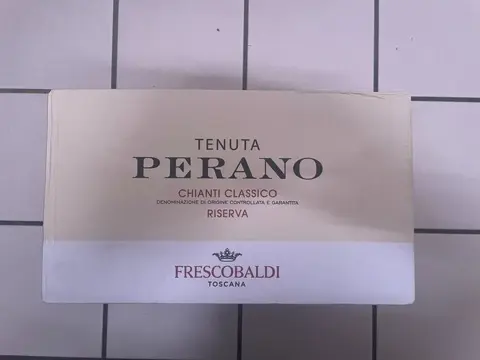 TENUTA
PERANO
CHIANTI CLASSICO
DENOMINAZIONE DI ORIGINE CONTROLLATA E GARANTITA
RISERVA
FRESCOBALDI
TOSCANA